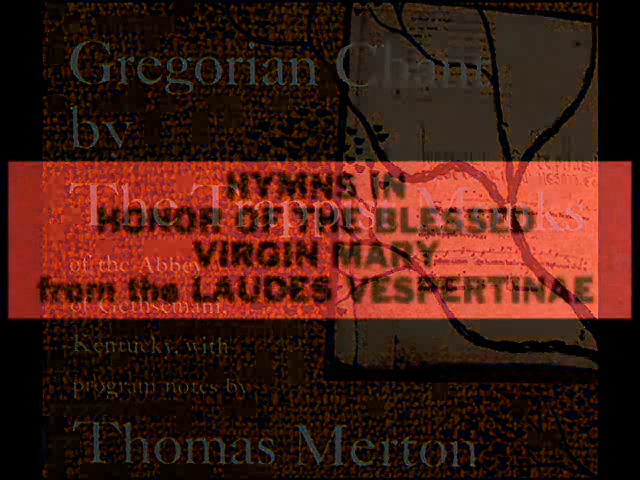 Gregorian Chant
by
The Trappist Monks
of the Abbey
of Gethsemani,
Kentucky, with
program notes by
Thomas Merton
HYMNS IN
HONOR OF THE BLESSED
VIRGIN MARY
from the LAUDES VESPERTINAE